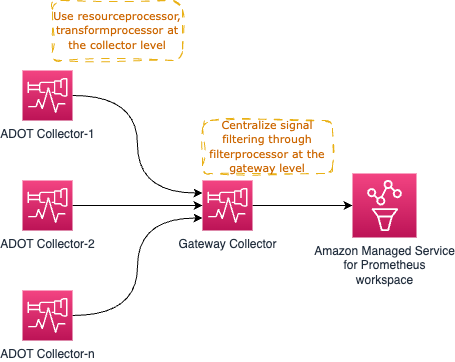 Use resourceprocessor,
transformprocessor at
the collector level
ADOT Collector-1
Centralize signal
filtering through
filterprocessor at the
gateway level
ADOT Collector-2
Gateway Collector
Amazon Managed Service
for Prometheus
workspace
ADOT Collector-n